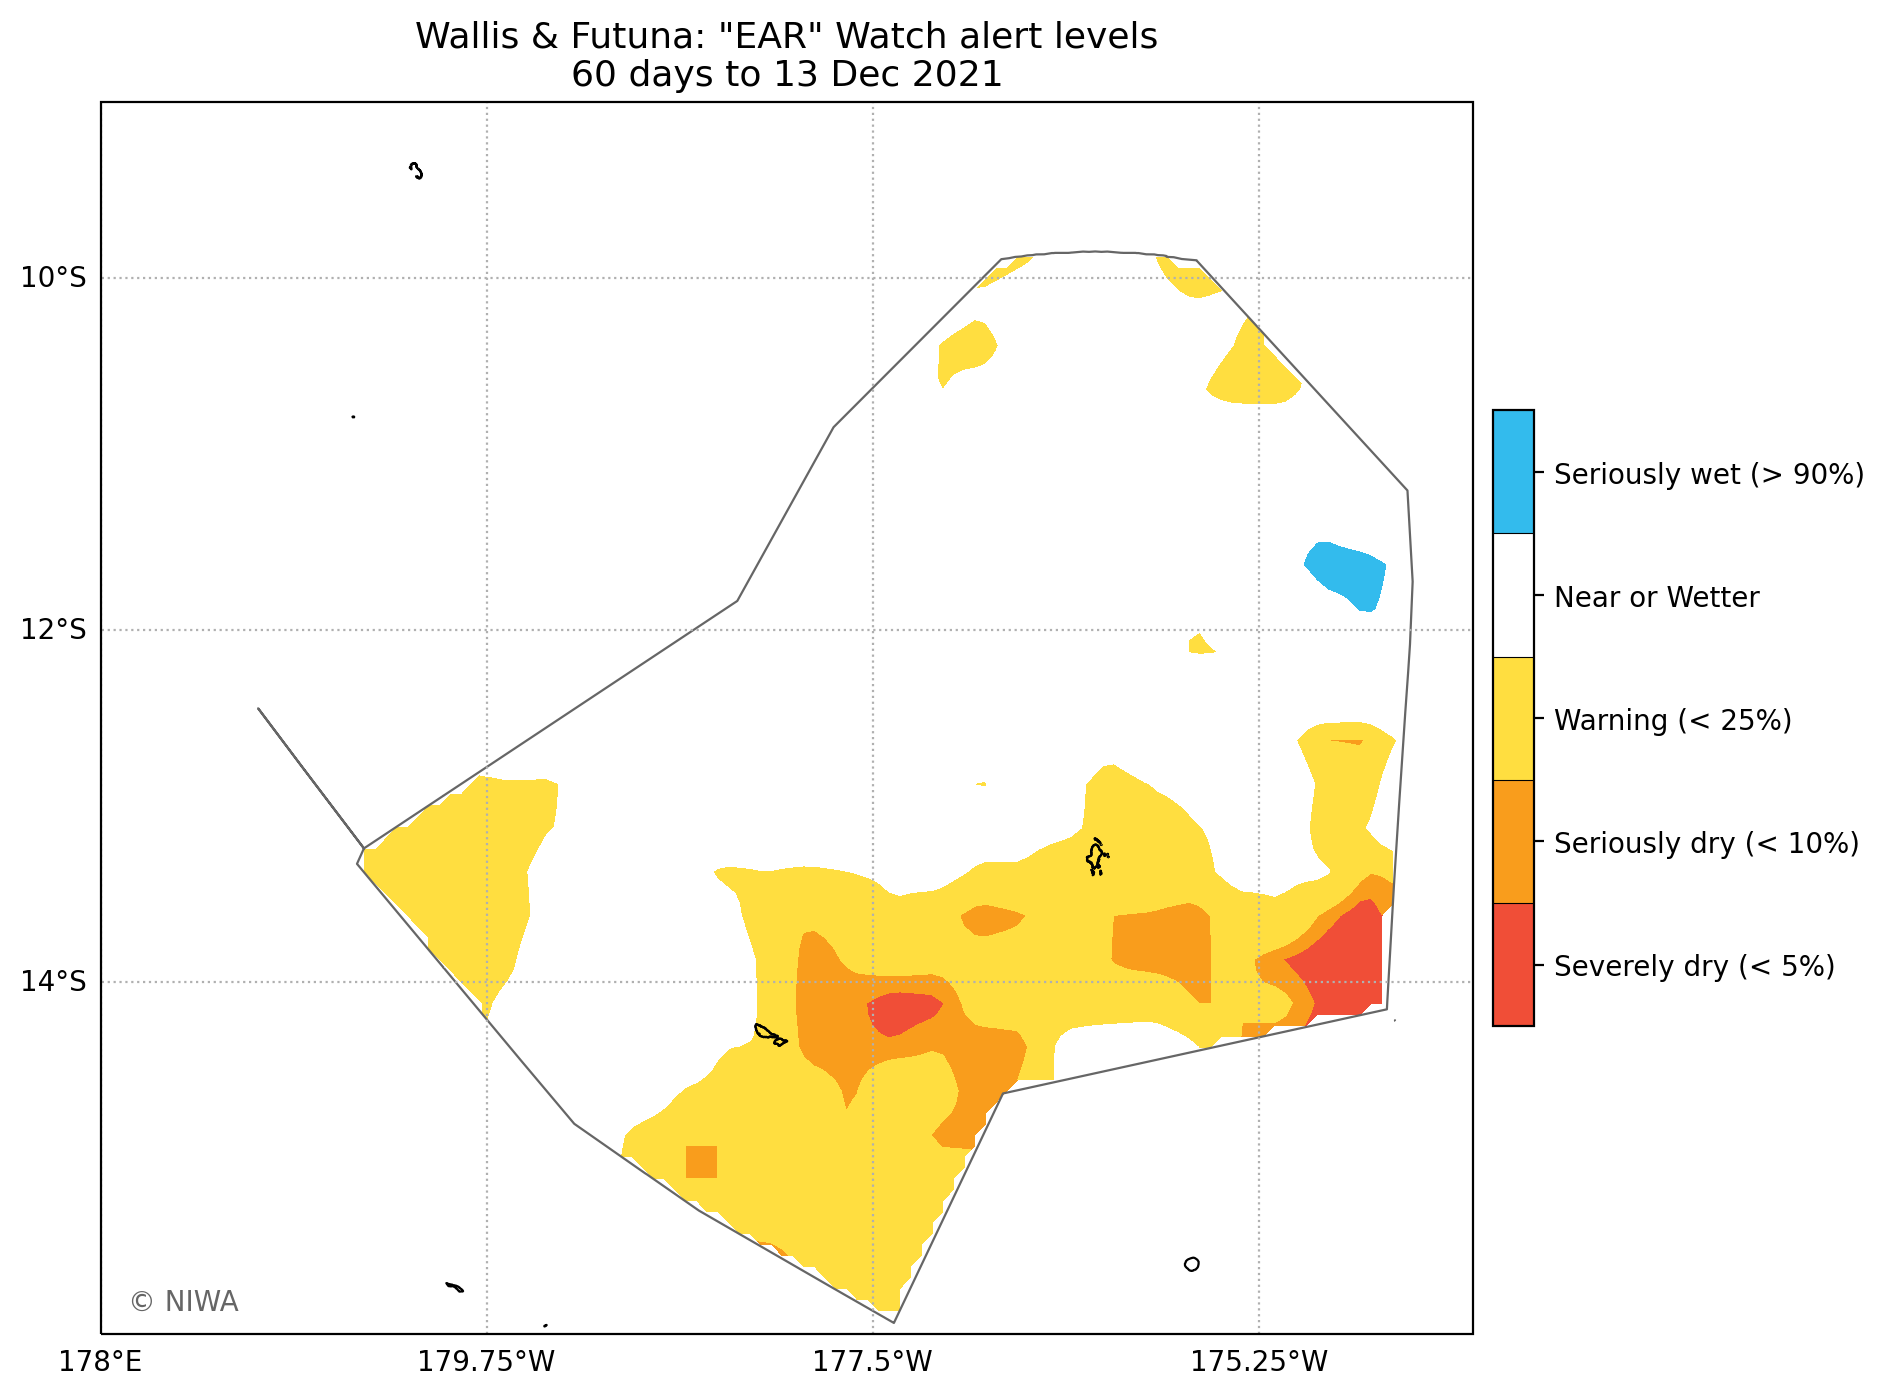 Wallis & Futuna: "EAR" Watch alert levels
60 days to 13 Dec 2021
10°S
12°S
14°S
178°E
179.75°W
177.5°W
175.25°W
Seriously wet (> 90%)
Near or Wetter
Warning (< 25%)
Seriously dry (< 10%)
Severely dry (< 5%)
© NIWA